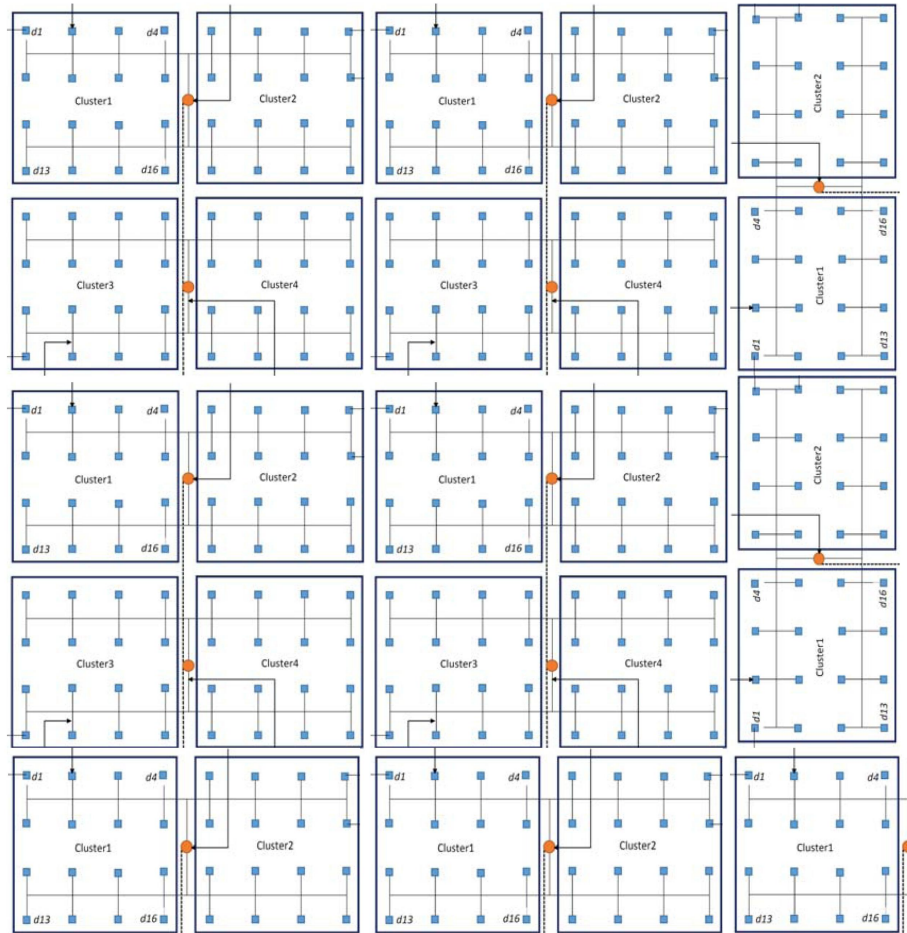 d1 d4 d1 d4
Cluster1 Cluster2 Cluster1 Cluster2 Cluster2
d13 d16 d13 d16
d4 d16
Cluster3 Cluster4 Cluster3 Cluster4 Cluster1
d1 d13
d1 d4 d1 d4
Cluster1 Cluster2 Cluster1 Cluster2 Cluster2
d13 d16 d13 d16
d4 d16
Cluster3 Cluster4 Cluster3 Cluster4 Cluster1
d1 d13
d1 d4 d1 d4 d1 d4
Cluster1 Cluster2 Cluster1 Cluster2 Cluster1
d13 d16 d13 d16 d13 d16